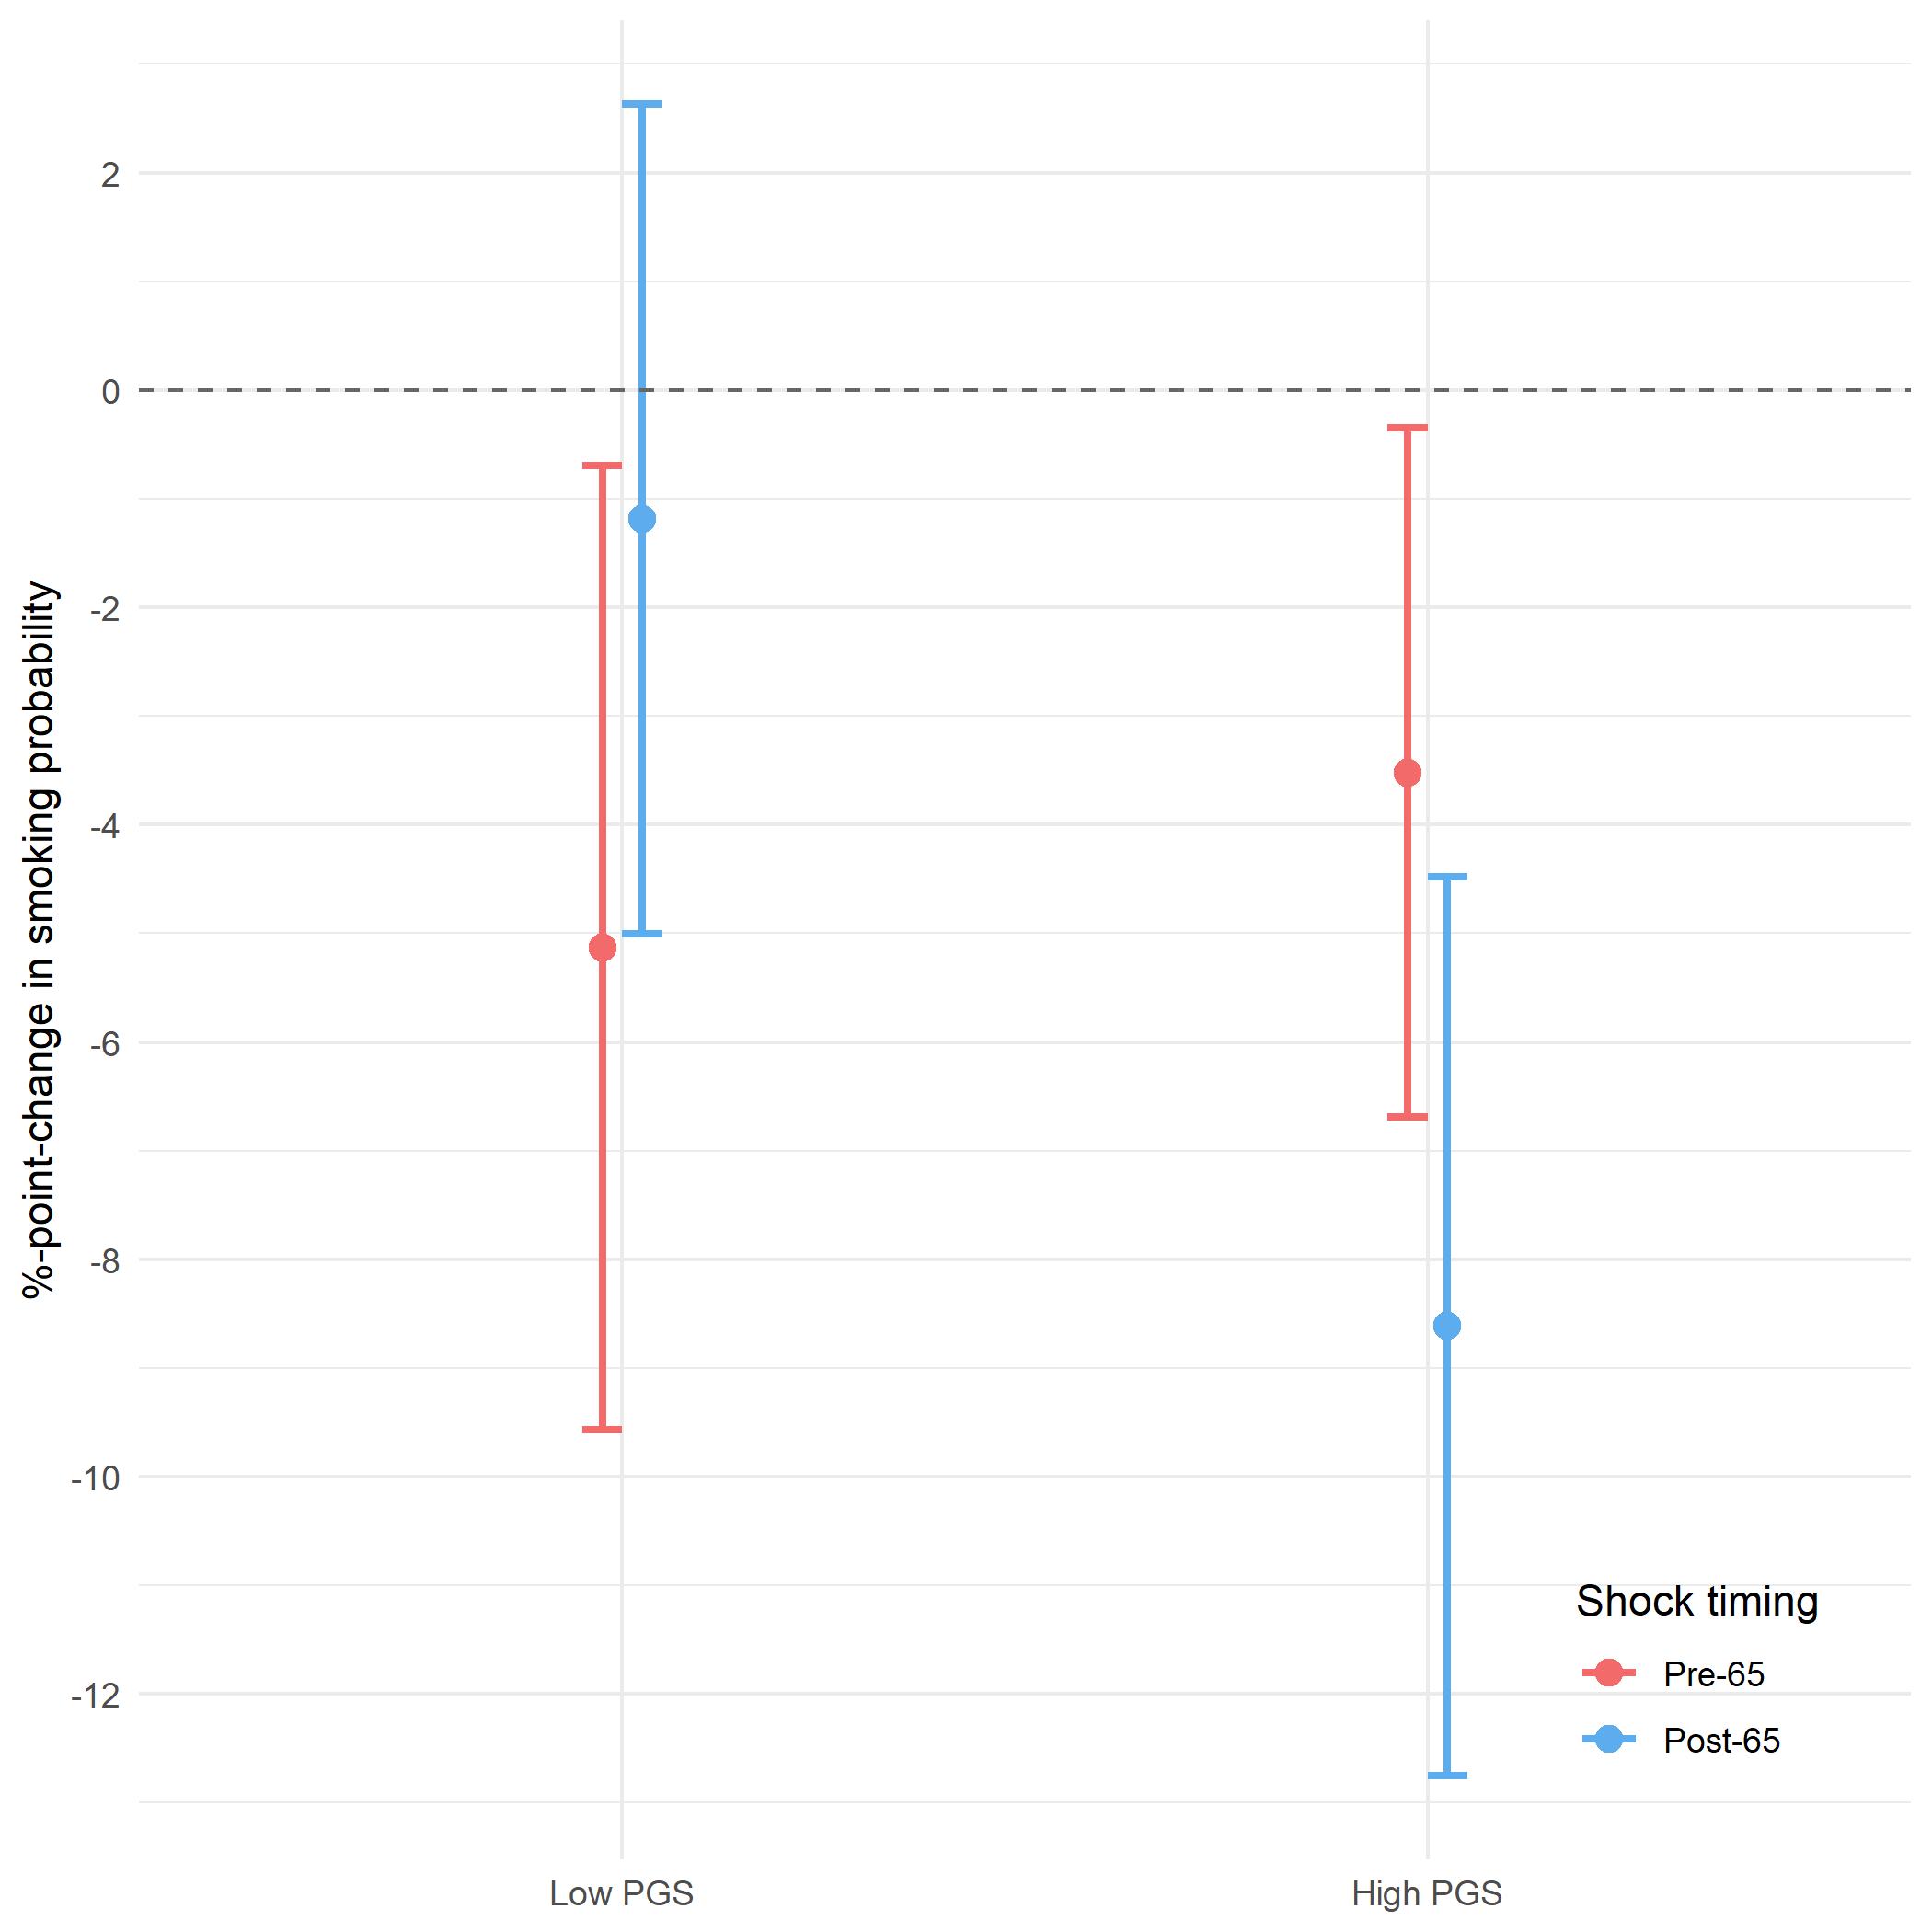 %-point-change in smoking probability
2
0
-2
-4
-6
-8
-10
-12
Low PGS
High PGS
Shock timing
Pre-65
Post-65